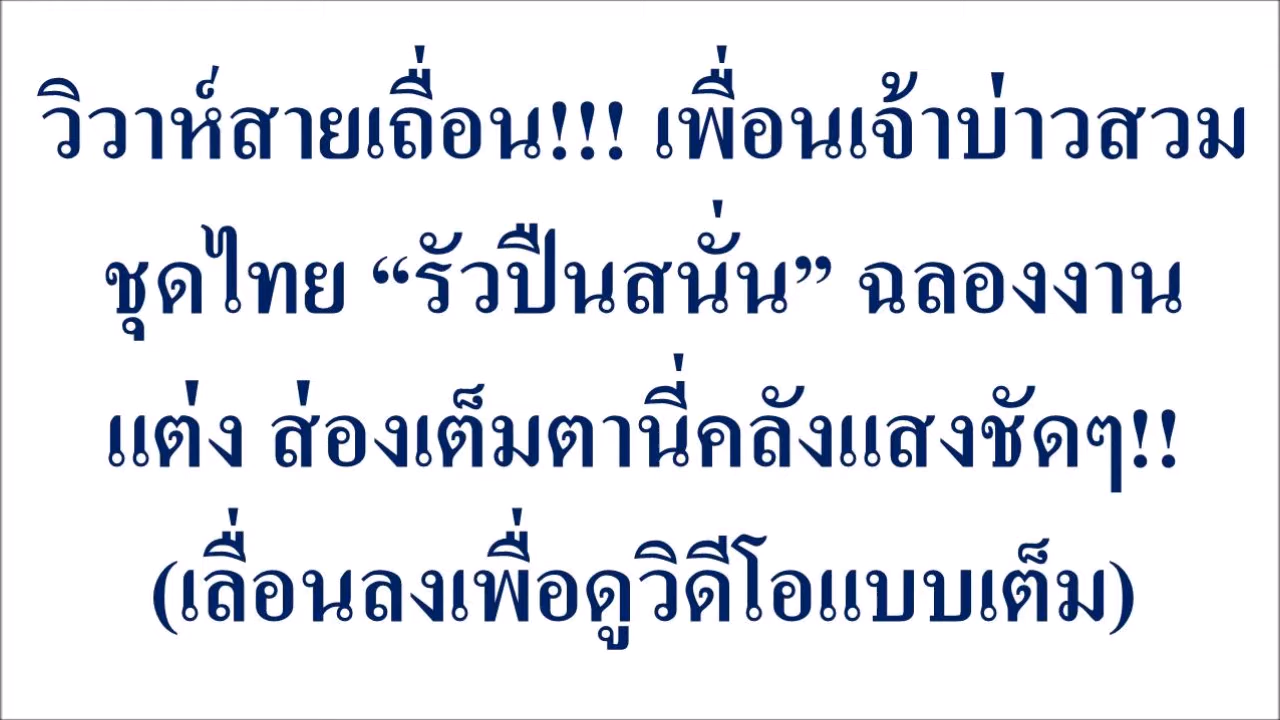 วิวาห์สายเถื่อน!!! เพื่อนเจ้าบ่าวสวม
ชุดไทย “รัวปืนสนั่น” ฉลองงาน
แต่ง ส่องเต็มตานี่คลังแสงชัดๆ!!
(เลื่อนลงเพื่อดูวิดีโอแบบเต็ม)